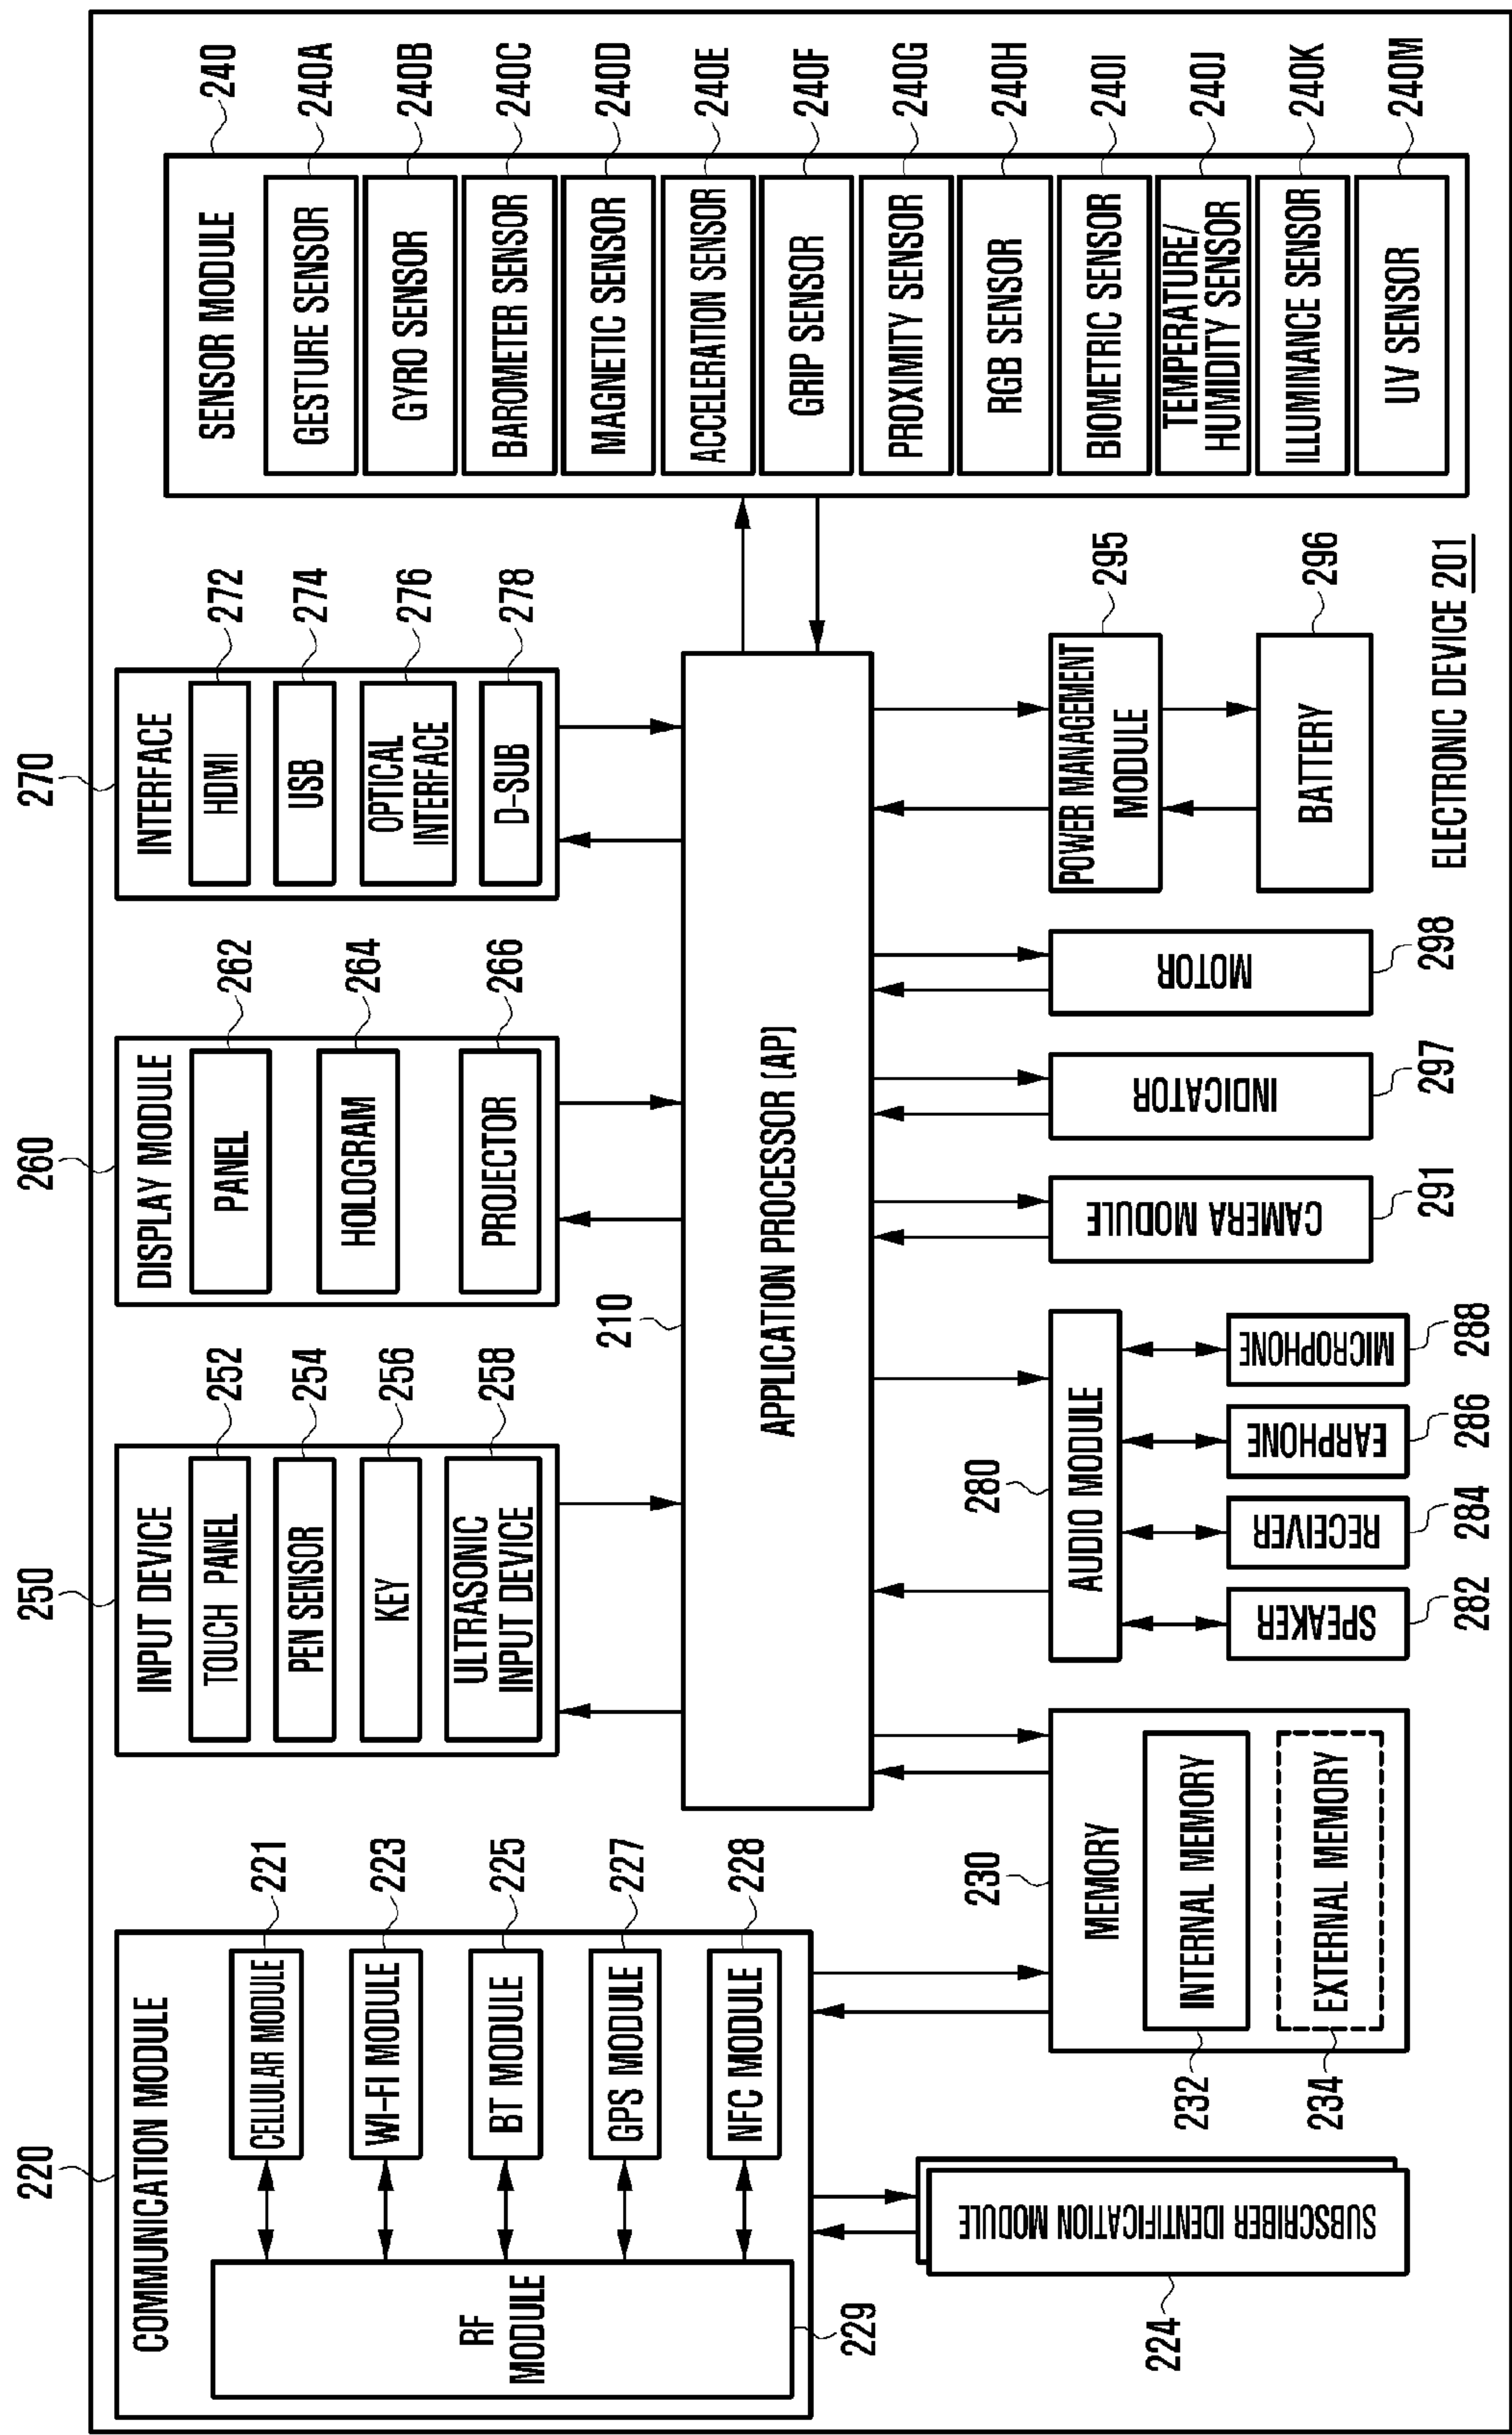 220
COMMUNICATION MODULE
CELLULAR MODULE
221
WI-FI MODULE
223
BT MODULE
225
GPS MODULE
227
NFC MODULE
228
RF
MODULE
229
250
INPUT DEVICE
TOUCH PANEL
252
PEN SENSOR
254
KEY
256
ULTRASONIC
INPUT DEVICE
258
260
DISPLAY MODULE
PANEL
262
HOLOGRAM
264
PROJECTOR
266
270
INTERFACE
HDMI
272
USB
274
OPTICAL
INTERFACE
276
D-SUB
278
240
SENSOR MODULE
GESTURE SENSOR
240A
GYRO SENSOR
240B
BAROMETER SENSOR
240C
MAGNETIC SENSOR
240D
ACCELERATION SENSOR
240E
GRIP SENSOR
240F
PROXIMITY SENSOR
240G
RGB SENSOR
240H
BIOMETRIC SENSOR
240I
TEMPERATURE/
HUMIDITY SENSOR
240J
ILLUMINANCE SENSOR
240K
UV SENSOR
240M
210
APPLICATION PROCESSOR (AP)
SUBSCRIBER IDENTIFICATION MODULE
224
230
MEMORY
INTERNAL MEMORY
232
EXTERNAL MEMORY
234
280
AUDIO MODULE
SPEAKER
282
RECEIVER
284
EARPHONE
286
MICROPHONE
288
CAMERA MODULE
291
INDICATOR
297
MOTOR
298
POWER MANAGEMENT
MODULE
295
BATTERY
296
ELECTRONIC DEVICE 201